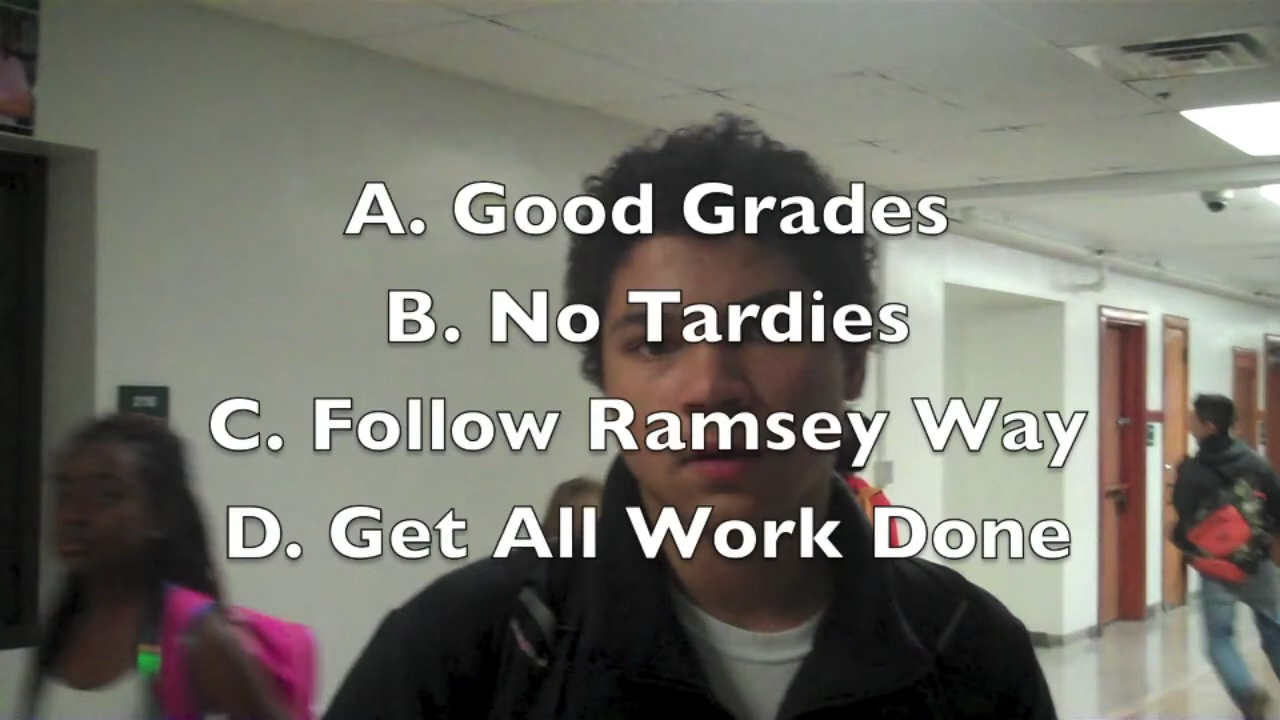 A. Good Grades
B. No Tardies
C. Follow Ramsey Way
D. Get All Work Done